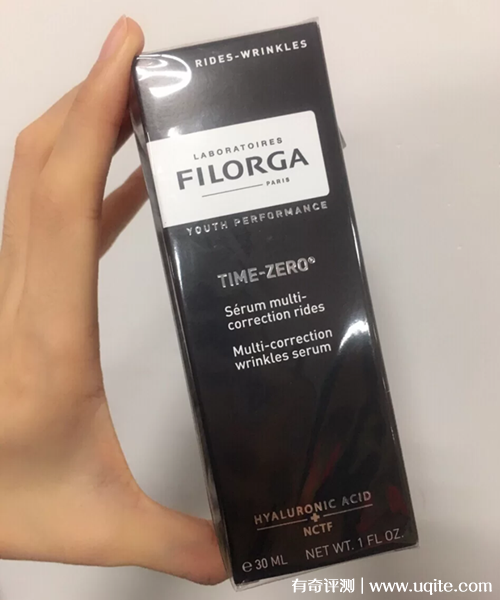 RIDES-WRINKLES
LABORATOIRES
FILORGA
PARIS
YOUTH PERFORMANCE
TIME-ZERO®
Sérum multi-
correction rides
Multi-correction
wrinkles serum
HYALURONIC ACID
+
NCTF
e 30 ML NET WT. 1 FL OZ.
有奇评测 | www.uqite.com